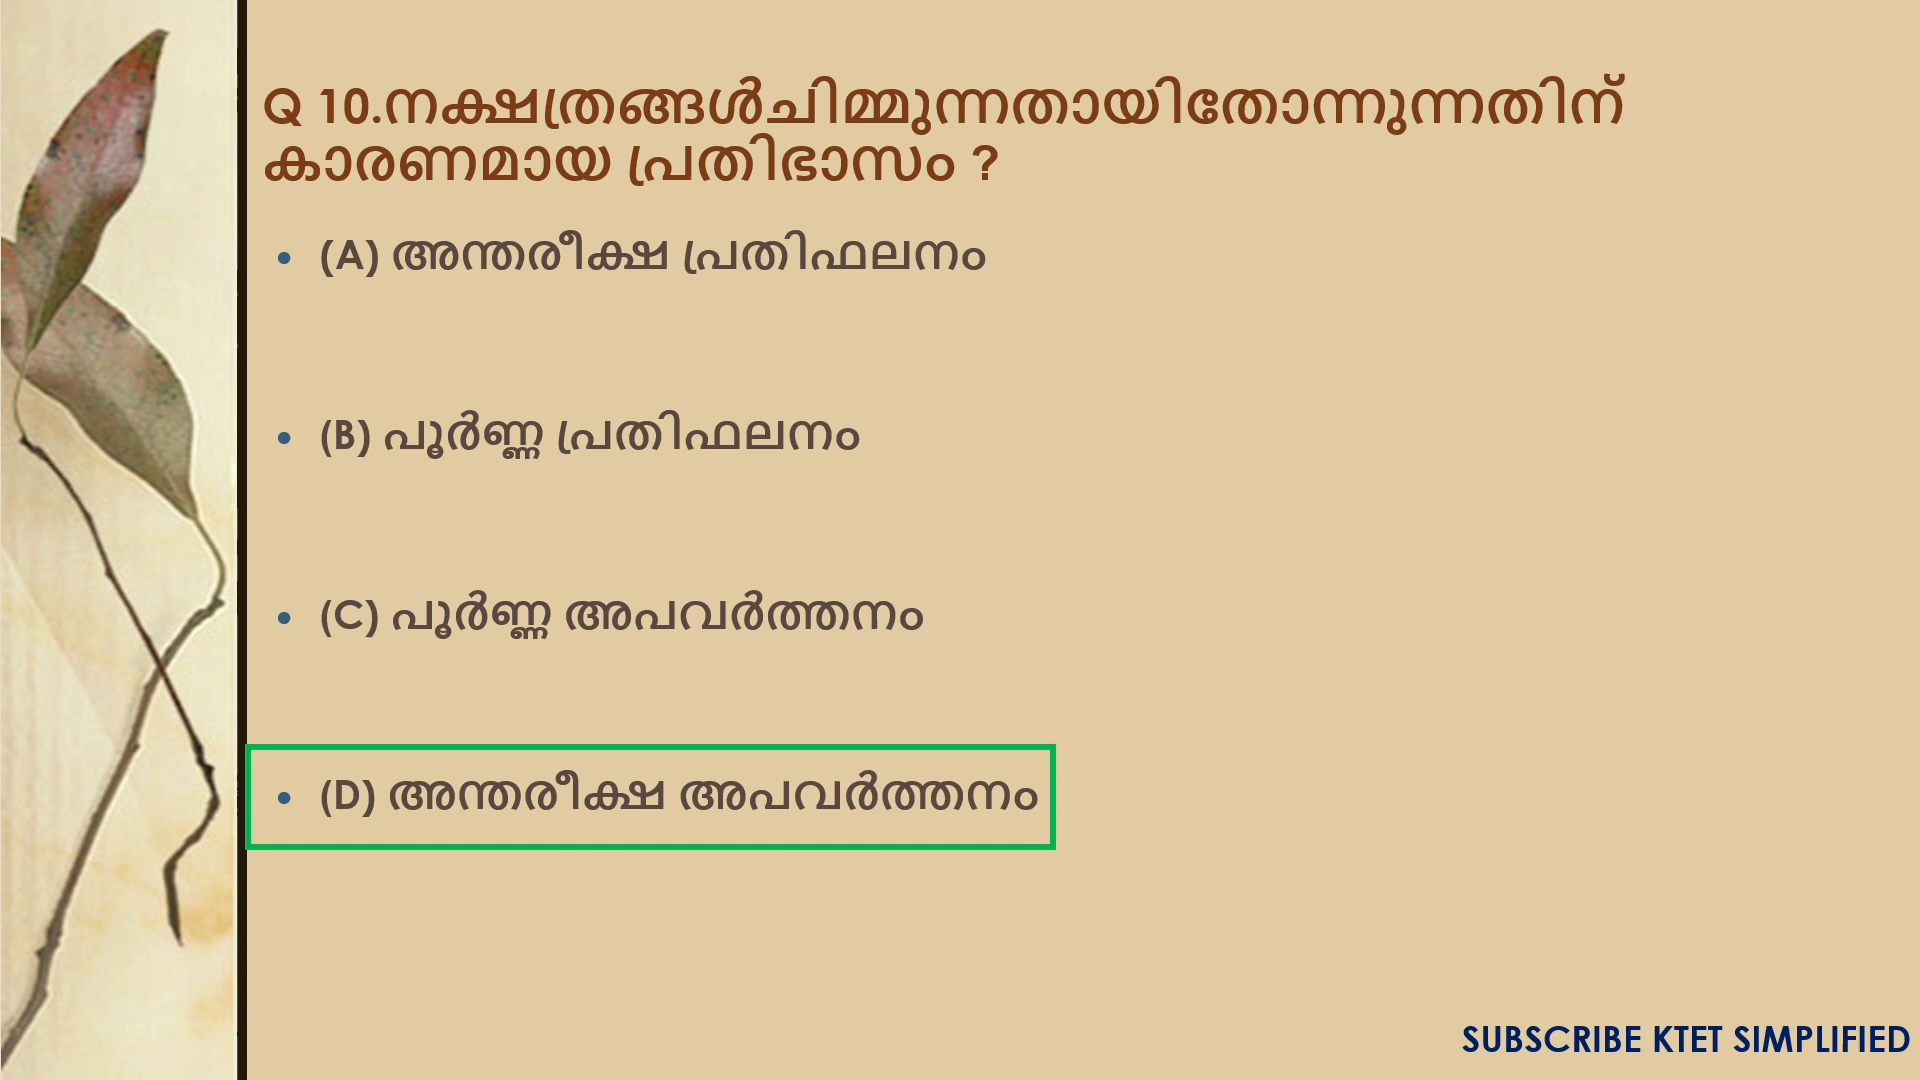 Q 10.നക്ഷത്രങ്ങൾചിമ്മുന്നതായിതോന്നുന്നതിന്
കാരണമായ പ്രതിഭാസം ?
• (A) അന്തരീക്ഷ പ്രതിഫലനം
• (B) പൂർണ്ണ പ്രതിഫലനം
• (C) പൂർണ്ണ അപവർത്തനം
• (D) അന്തരീക്ഷ അപവർത്തനം
SUBSCRIBE KTET SIMPLIFIED